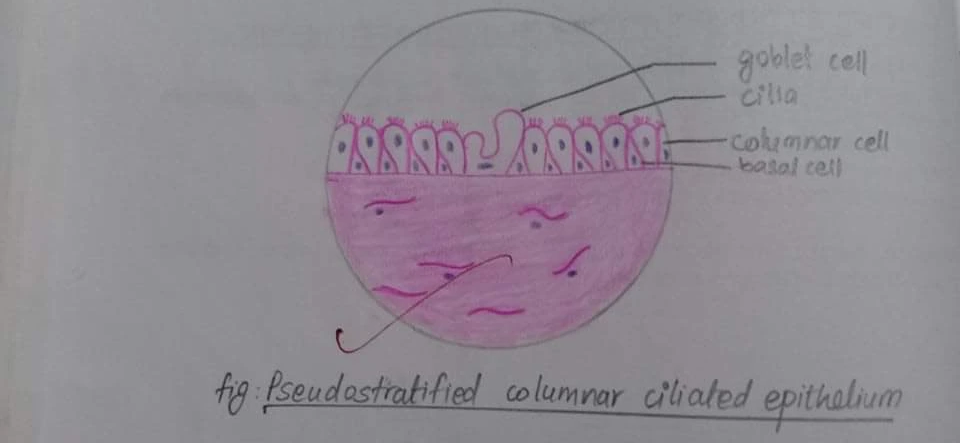 goblet cell
cilia
columnar cell
basal cell
fig: Pseudostratified columnar ciliated epithelium